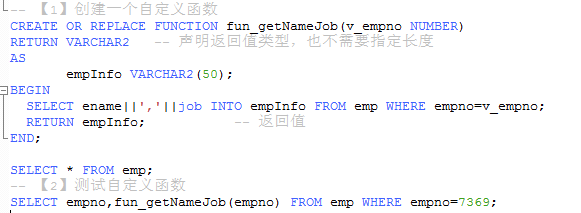 -- 【1】创建一个自定义函数
CREATE OR REPLACE FUNCTION fun_getNameJob(v_empno NUMBER)
RETURN VARCHAR2 -- 声明返回值类型，也不需要指定长度
AS
empInfo VARCHAR2(50);
BEGIN
SELECT ename||','||job INTO empInfo FROM emp WHERE empno=v_empno;
RETURN empInfo; -- 返回值
END;
SELECT * FROM emp;
-- 【2】测试自定义函数
SELECT empno,fun_getNameJob(empno) FROM emp WHERE empno=7369;